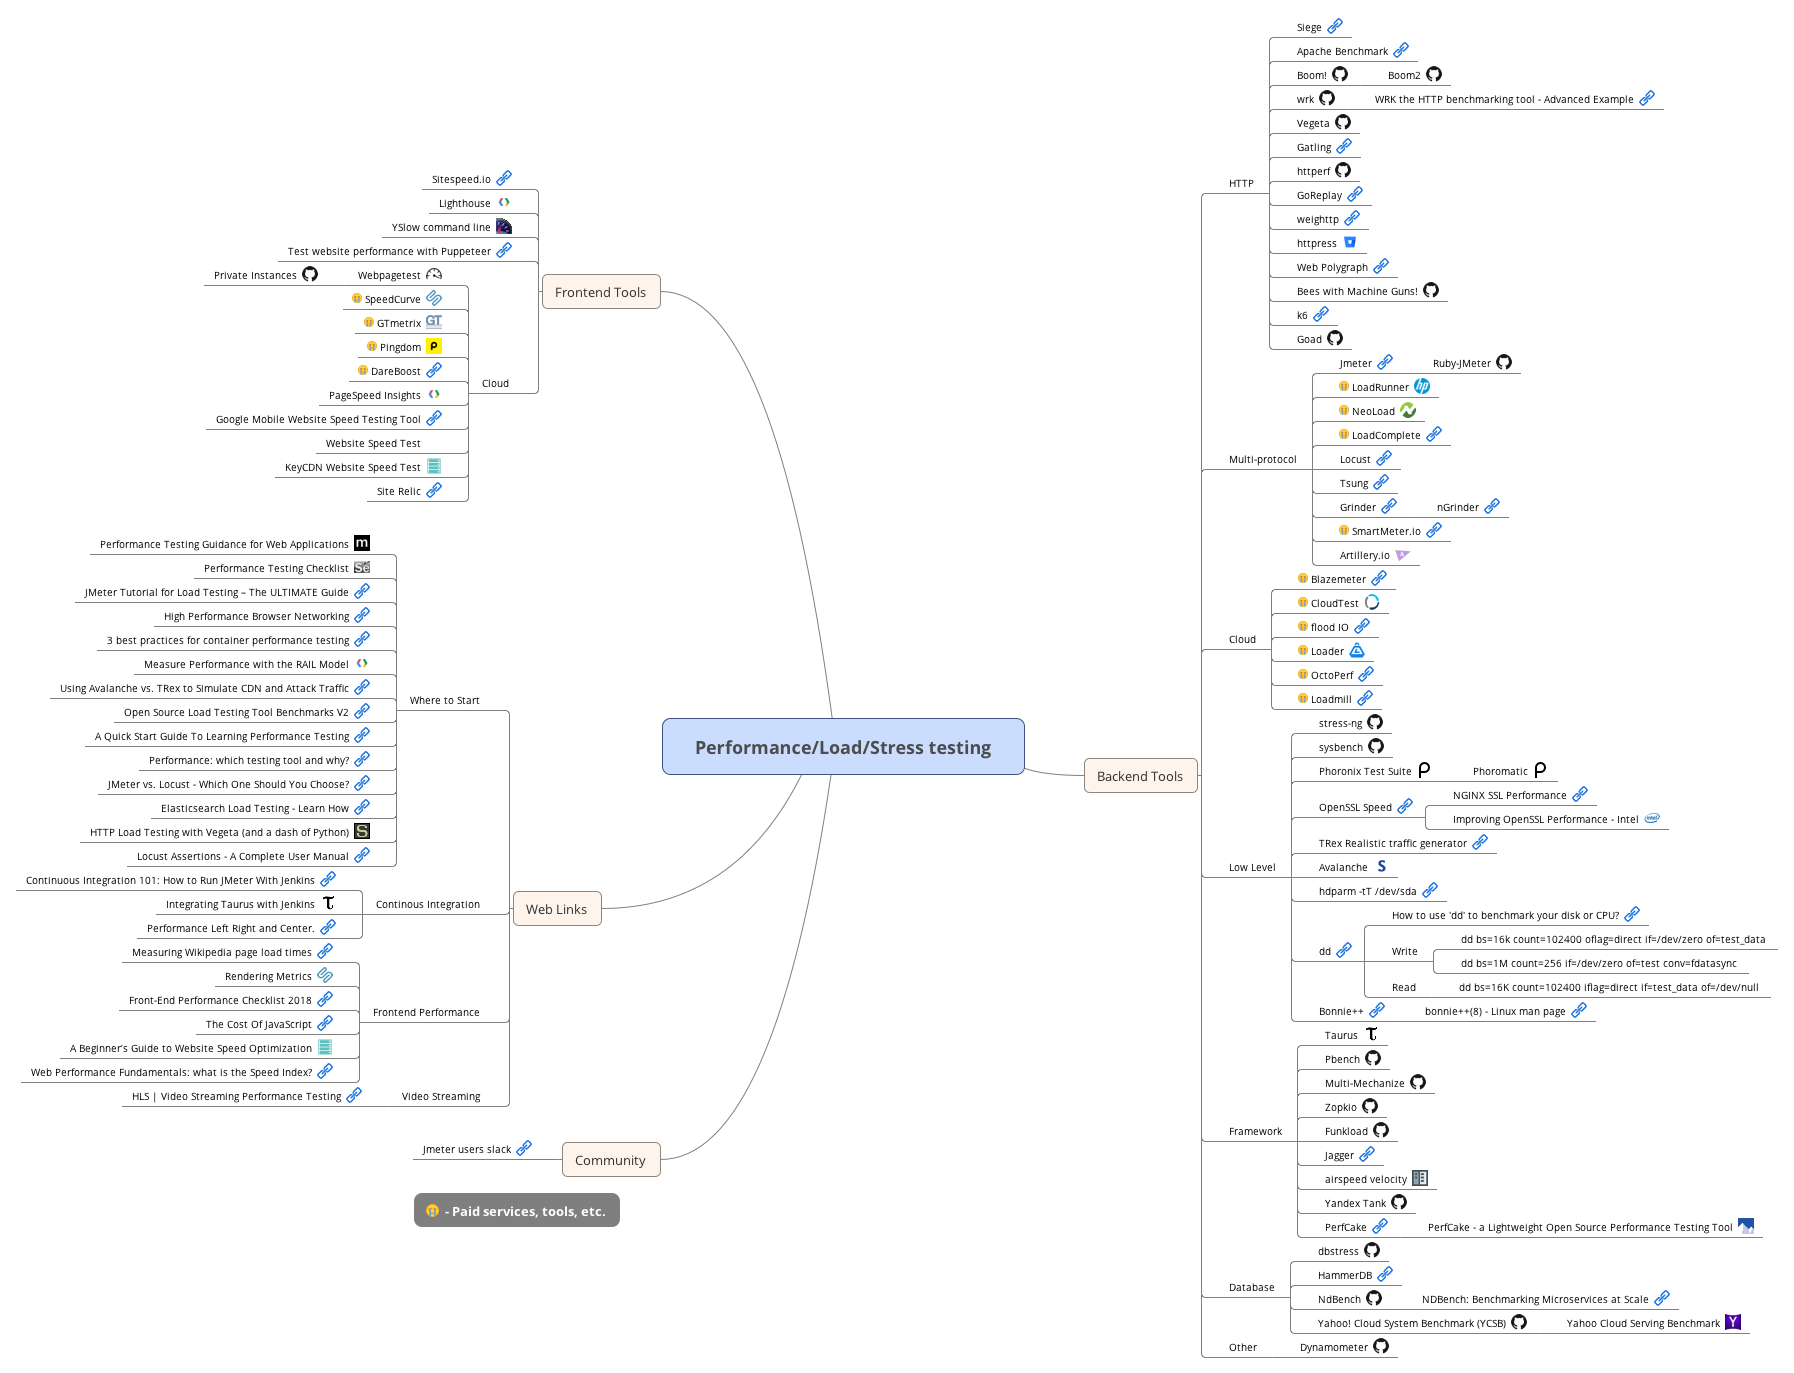 Performance/Load/Stress testing
Frontend Tools
Sitespeed.io
Lighthouse
YSlow command line
Test website performance with Puppeteer
Cloud
Webpagetest
Private Instances
SpeedCurve
GTmetrix
Pingdom
DareBoost
PageSpeed Insights
Google Mobile Website Speed Testing Tool
Website Speed Test
KeyCDN Website Speed Test
Site Relic
Web Links
Where to Start
Performance Testing Guidance for Web Applications
Performance Testing Checklist
JMeter Tutorial for Load Testing – The ULTIMATE Guide
High Performance Browser Networking
3 best practices for container performance testing
Measure Performance with the RAIL Model
Using Avalanche vs. TRex to Simulate CDN and Attack Traffic
Open Source Load Testing Tool Benchmarks V2
A Quick Start Guide To Learning Performance Testing
Performance: which testing tool and why?
JMeter vs. Locust - Which One Should You Choose?
Elasticsearch Load Testing - Learn How
HTTP Load Testing with Vegeta (and a dash of Python)
Locust Assertions - A Complete User Manual
Continous Integration
Continuous Integration 101: How to Run JMeter With Jenkins
Integrating Taurus with Jenkins
Performance Left Right and Center.
Frontend Performance
Measuring Wikipedia page load times
Rendering Metrics
Front-End Performance Checklist 2018
The Cost Of JavaScript
A Beginner’s Guide to Website Speed Optimization
Web Performance Fundamentals: what is the Speed Index?
Video Streaming
HLS | Video Streaming Performance Testing
Community
Jmeter users slack
- Paid services, tools, etc.
Backend Tools
HTTP
Siege
Apache Benchmark
Boom!
Boom2
wrk
WRK the HTTP benchmarking tool - Advanced Example
Vegeta
Gatling
httperf
GoReplay
weighttp
httpress
Web Polygraph
Bees with Machine Guns!
k6
Goad
Multi-protocol
Jmeter
Ruby-JMeter
LoadRunner
NeoLoad
LoadComplete
Locust
Tsung
Grinder
nGrinder
SmartMeter.io
Artillery.io
Cloud
Blazemeter
CloudTest
flood IO
Loader
OctoPerf
Loadmill
Low Level
stress-ng
sysbench
Phoronix Test Suite
Phoromatic
OpenSSL Speed
NGINX SSL Performance
Improving OpenSSL Performance - Intel
TRex Realistic traffic generator
Avalanche
hdparm -tT /dev/sda
dd
How to use 'dd' to benchmark your disk or CPU?
Write
dd bs=16k count=102400 oflag=direct if=/dev/zero of=test_data
dd bs=1M count=256 if=/dev/zero of=test conv=fdatasync
Read
dd bs=16K count=102400 iflag=direct if=test_data of=/dev/null
Bonnie++
bonnie++(8) - Linux man page
Framework
Taurus
Pbench
Multi-Mechanize
Zopkio
Funkload
Jagger
airspeed velocity
Yandex Tank
PerfCake
PerfCake - a Lightweight Open Source Performance Testing Tool
Database
dbstress
HammerDB
NdBench
NDBench: Benchmarking Microservices at Scale
Yahoo! Cloud System Benchmark (YCSB)
Yahoo Cloud Serving Benchmark
Other
Dynamometer